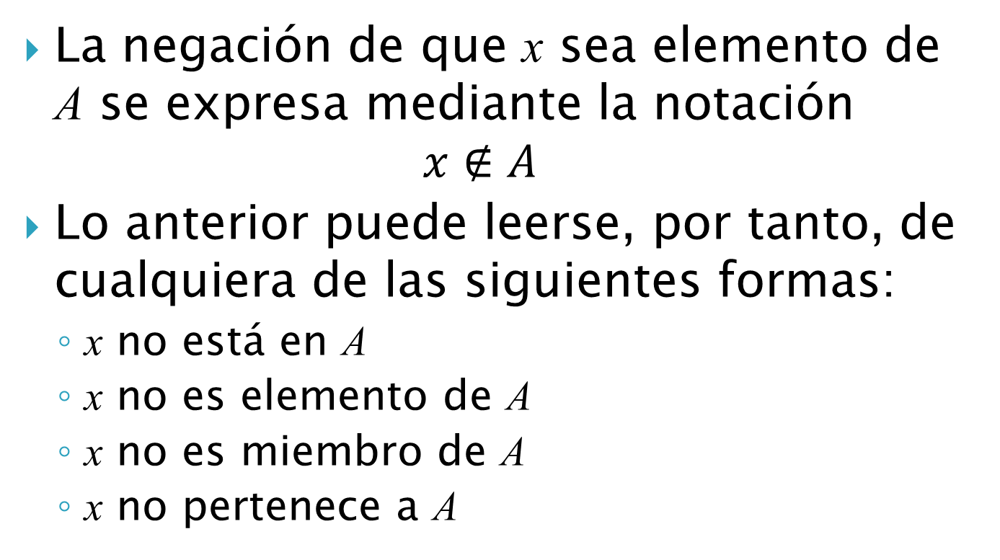 La negación de que x sea elemento de
A se expresa mediante la notación
x ∉ A
Lo anterior puede leerse, por tanto, de
cualquiera de las siguientes formas:
x no está en A
x no es elemento de A
x no es miembro de A
x no pertenece a A